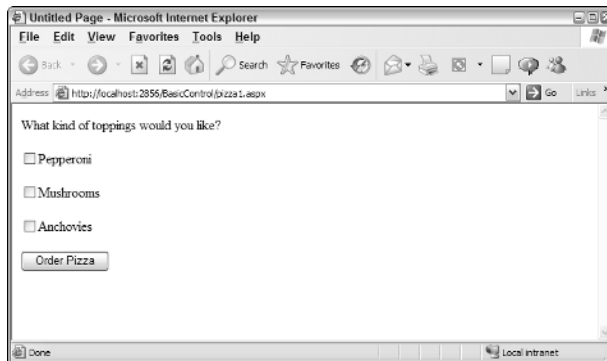 Untitled Page - Microsoft Internet Explorer
File Edit View Favorites Tools Help
Back Search Favorites
Address http://localhost:2856/BasicControl/pizza1.aspx Go Links »
What kind of toppings would you like?
Pepperoni
Mushrooms
Anchovies
Order Pizza
Done Local intranet